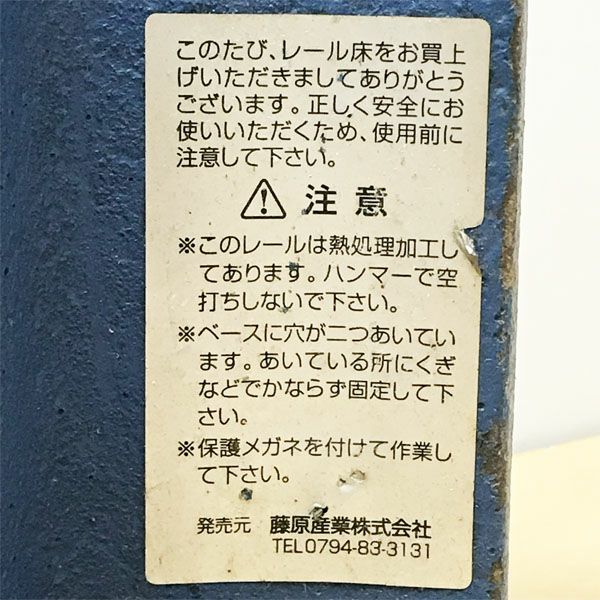 このたび、レール床をお買上
げいただきましてありがとう
ございます。正しく安全にお
使いいただくため、使用前に
注意して下さい。
注意
※このレールは熱処理加工し
てあります。ハンマーで空
打ちしないで下さい。
※ベースに穴が二つあいてい
ます。あいている所にくぎ
などでかならず固定して下
さい。
※保護メガネを付けて作業し
て下さい。
発売元 藤原産業株式会社
TEL0794-83-3131